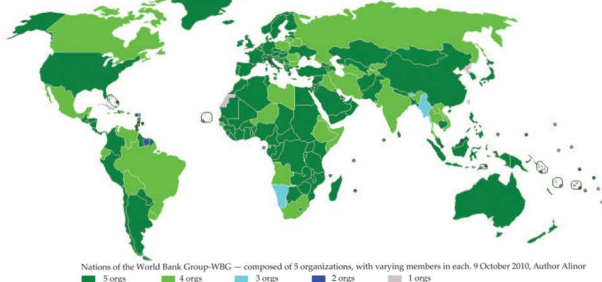 Nations of the World Bank Group-WBG — composed of 5 organizations, with varying members in each. 9 October 2010, Author Alinor
5 orgs 4 orgs 3 orgs 2 orgs 1 orgs